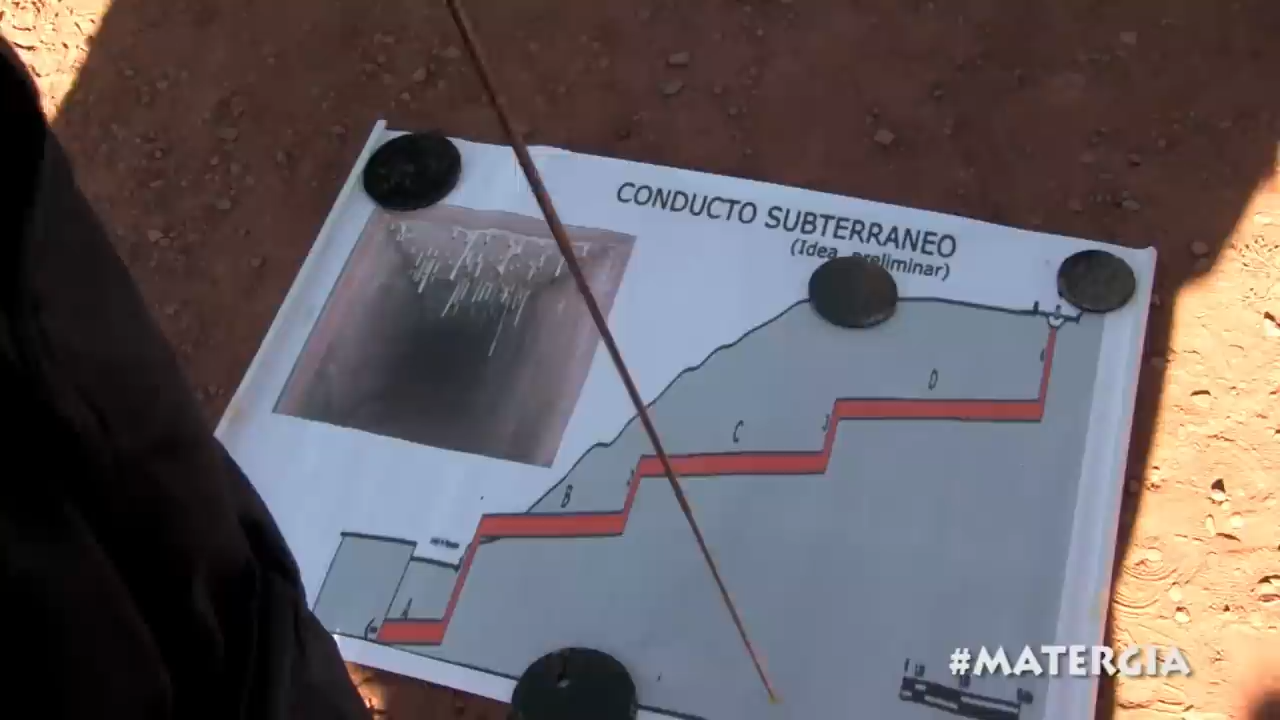 CONDUCTO SUBTERRANEO
(Idea preliminar)
D
C
B
A
#MATERGIA